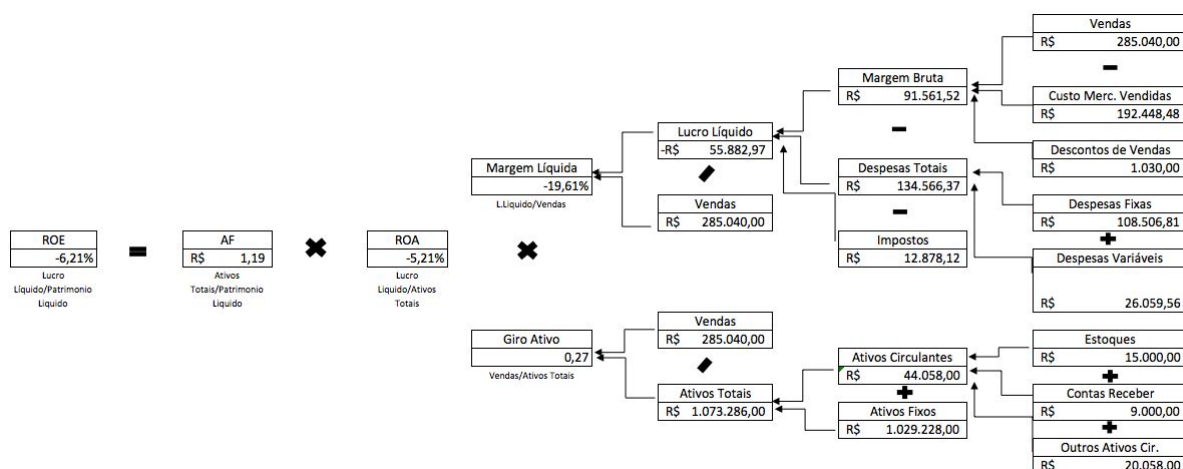 ROE
-6,21%
Lucro
Líquido/Patrimonio
Liquido
AF
R$ 1,19
Ativos
Totais/Patrimonio
Liquido
ROA
-5,21%
Lucro
Liquido/Ativos
Totais
Margem Líquida
-19,61%
L.Liquido/Vendas
Giro Ativo
0,27
Vendas/Ativos Totais
Lucro Líquido
-R$ 55.882,97
Vendas
R$ 285.040,00
Vendas
R$ 285.040,00
Ativos Totais
R$ 1.073.286,00
Margem Bruta
R$ 91.561,52
Despesas Totais
R$ 134.566,37
Impostos
R$ 12.878,12
Ativos Circulantes
R$ 44.058,00
Ativos Fixos
R$ 1.029.228,00
Vendas
R$ 285.040,00
Custo Merc. Vendidas
R$ 192.448,48
Descontos de Vendas
R$ 1.030,00
Despesas Fixas
R$ 108.506,81
Despesas Variáveis
R$ 26.059,56
Estoques
R$ 15.000,00
Contas Receber
R$ 9.000,00
Outros Ativos Cir.
R$ 20.058,00